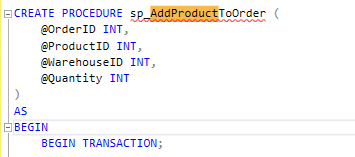 CREATE PROCEDURE sp_AddProductToOrder (
    @OrderID INT,
    @ProductID INT,
    @WarehouseID INT,
    @Quantity INT
)
AS
BEGIN
    BEGIN TRANSACTION;